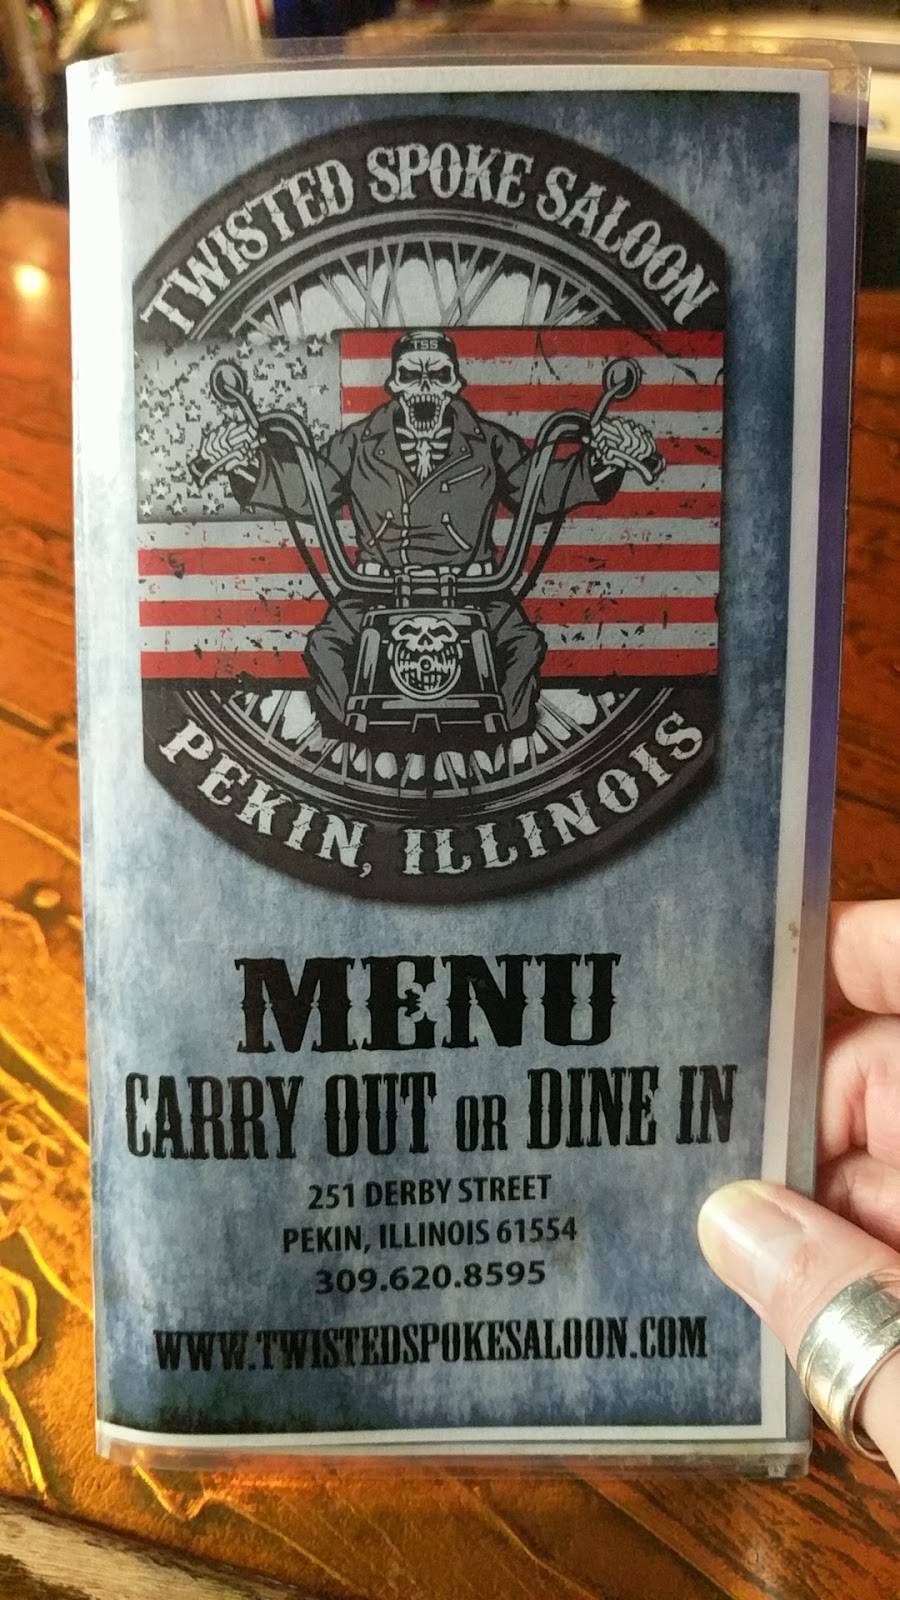 TWISTED SPOKE SALOON
TSS
PEKIN, ILLINOIS
MENU
CARRY OUT OR DINE IN
251 DERBY STREET
PEKIN, ILLINOIS 61554
309.620.8595
WWW.TWISTEDSPOKESALOON.COM